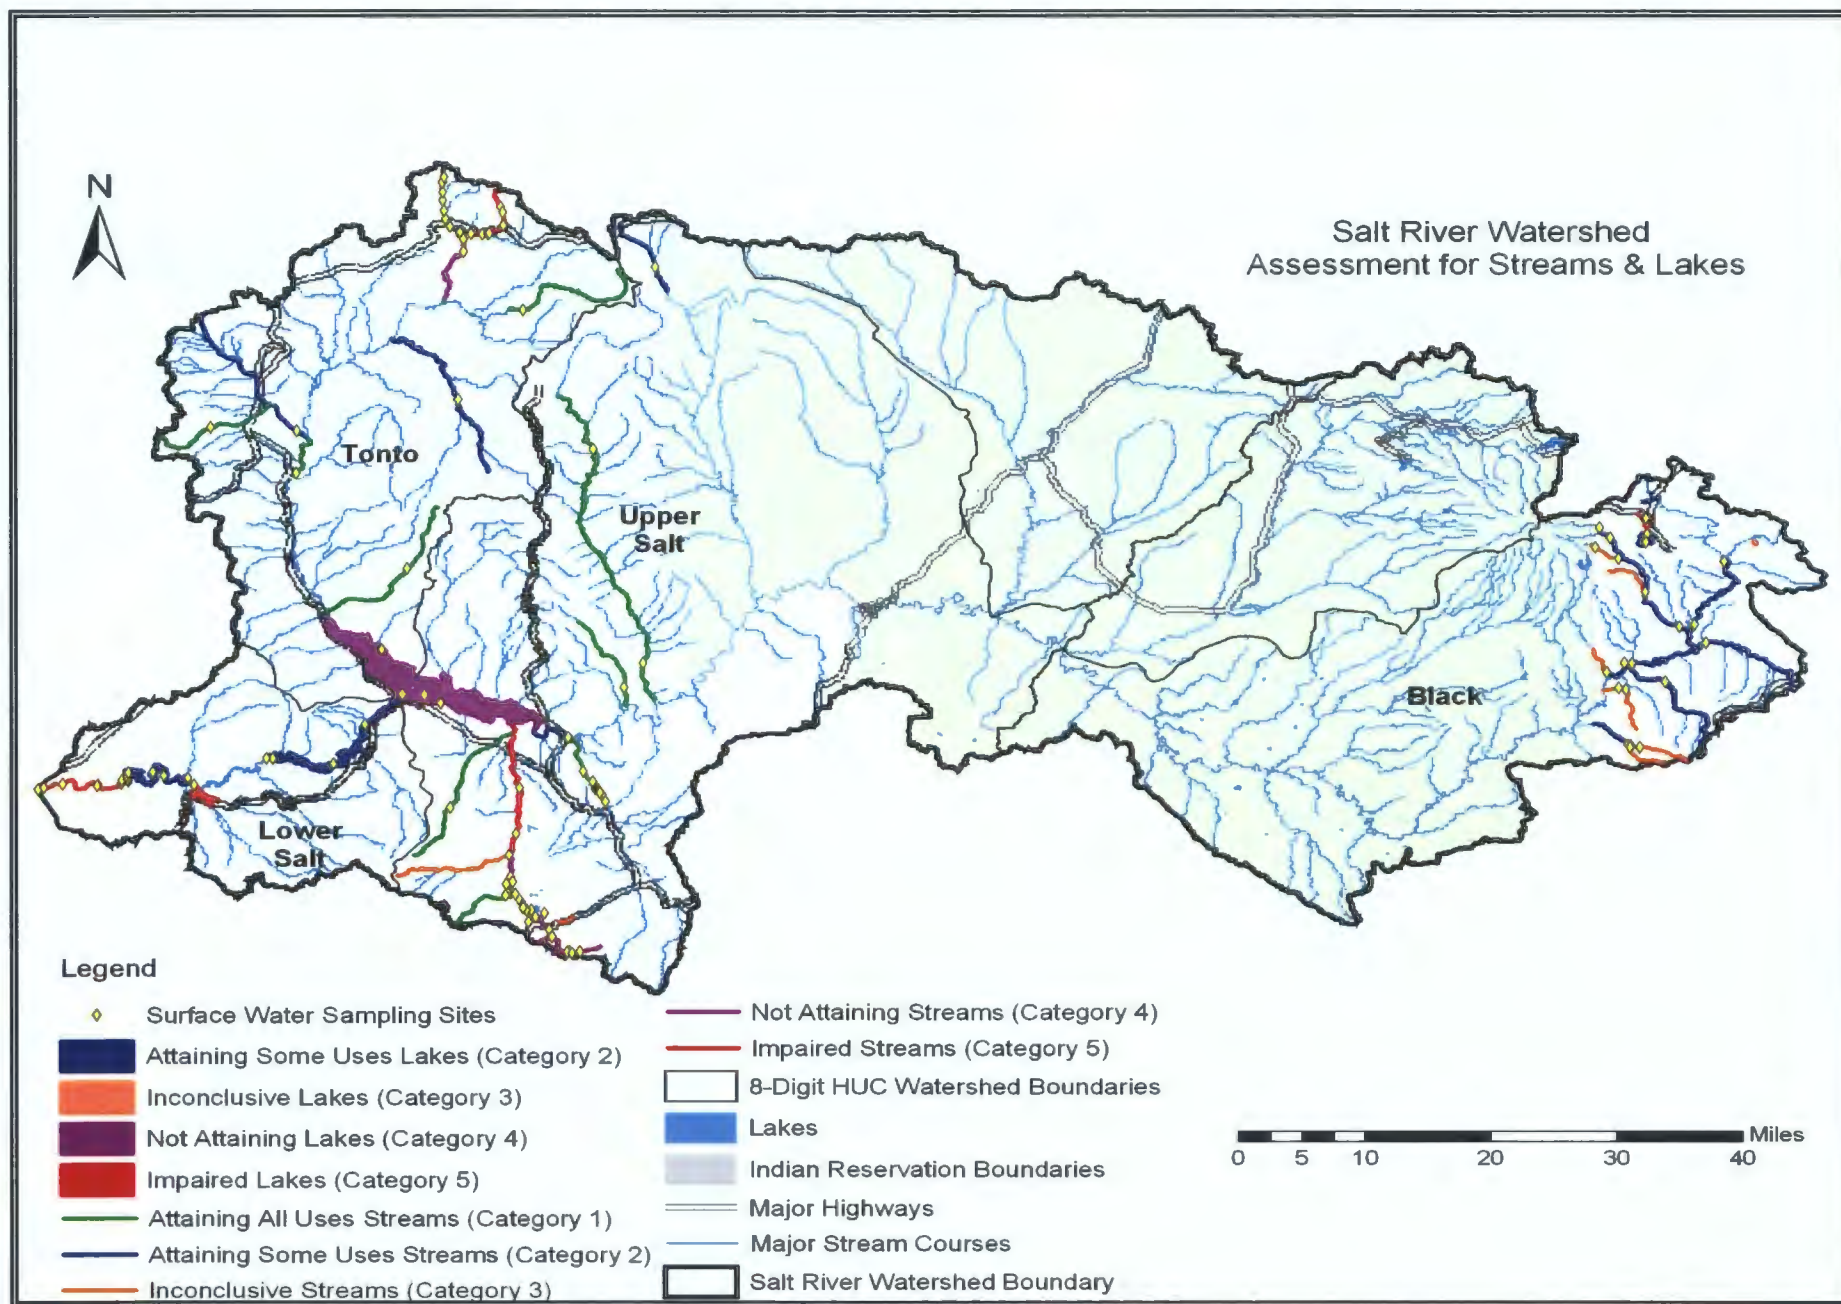 N
Salt River Watershed
Assessment for Streams & Lakes
Tonto
Upper
Salt
Black
Lower
Salt
Legend
Surface Water Sampling Sites
Attaining Some Uses Lakes (Category 2)
Inconclusive Lakes (Category 3)
Not Attaining Lakes (Category 4)
Impaired Lakes (Category 5)
Attaining All Uses Streams (Category 1)
Attaining Some Uses Streams (Category 2)
Inconclusive Streams (Category 3)
Not Attaining Streams (Category 4)
Impaired Streams (Category 5)
8-Digit HUC Watershed Boundaries
Lakes
Indian Reservation Boundaries
Major Highways
Major Stream Courses
Salt River Watershed Boundary
Miles
0 5 10 20 30 40